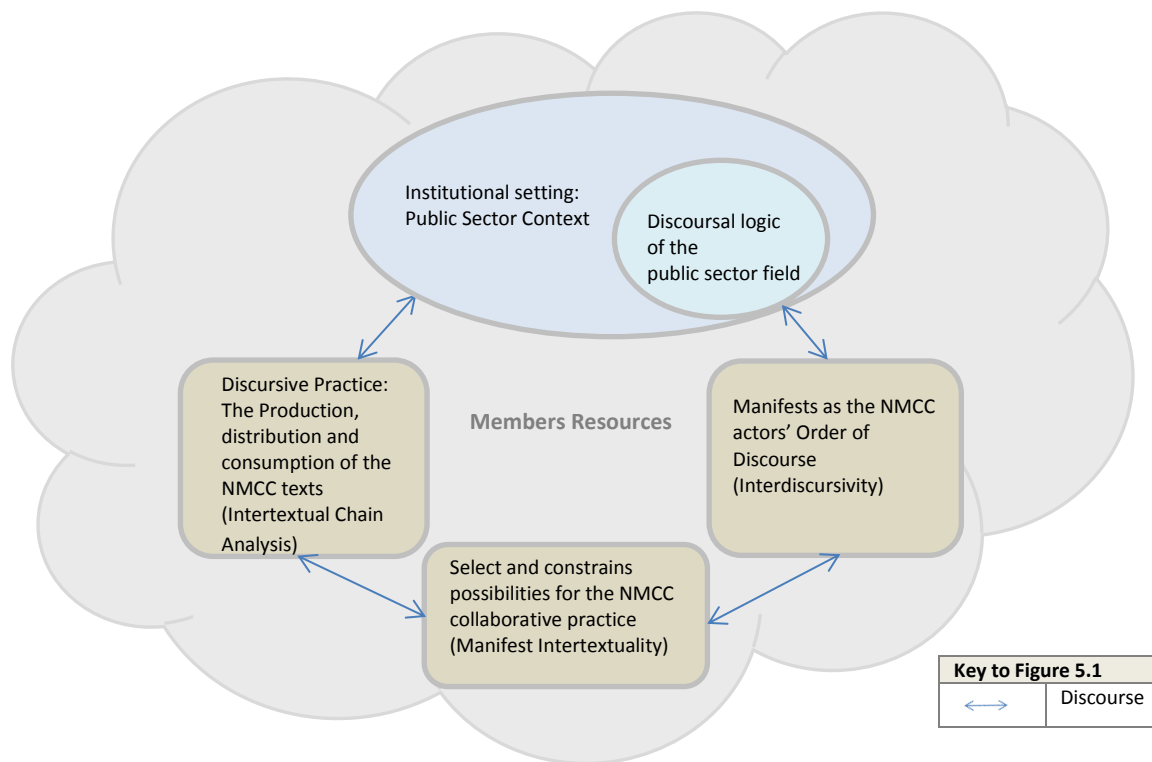 Institutional setting:
Public Sector Context
Discoursal logic
of the
public sector field
Discursive Practice:
The Production,
distribution and
consumption of the
NMCC texts
(Intertextual Chain
Analysis)
Members Resources
Manifests as the NMCC
actors’ Order of
Discourse
(Interdiscursivity)
Select and constrains
possibilities for the NMCC
collaborative practice
(Manifest Intertextuality)
Key to Figure 5.1
Discourse